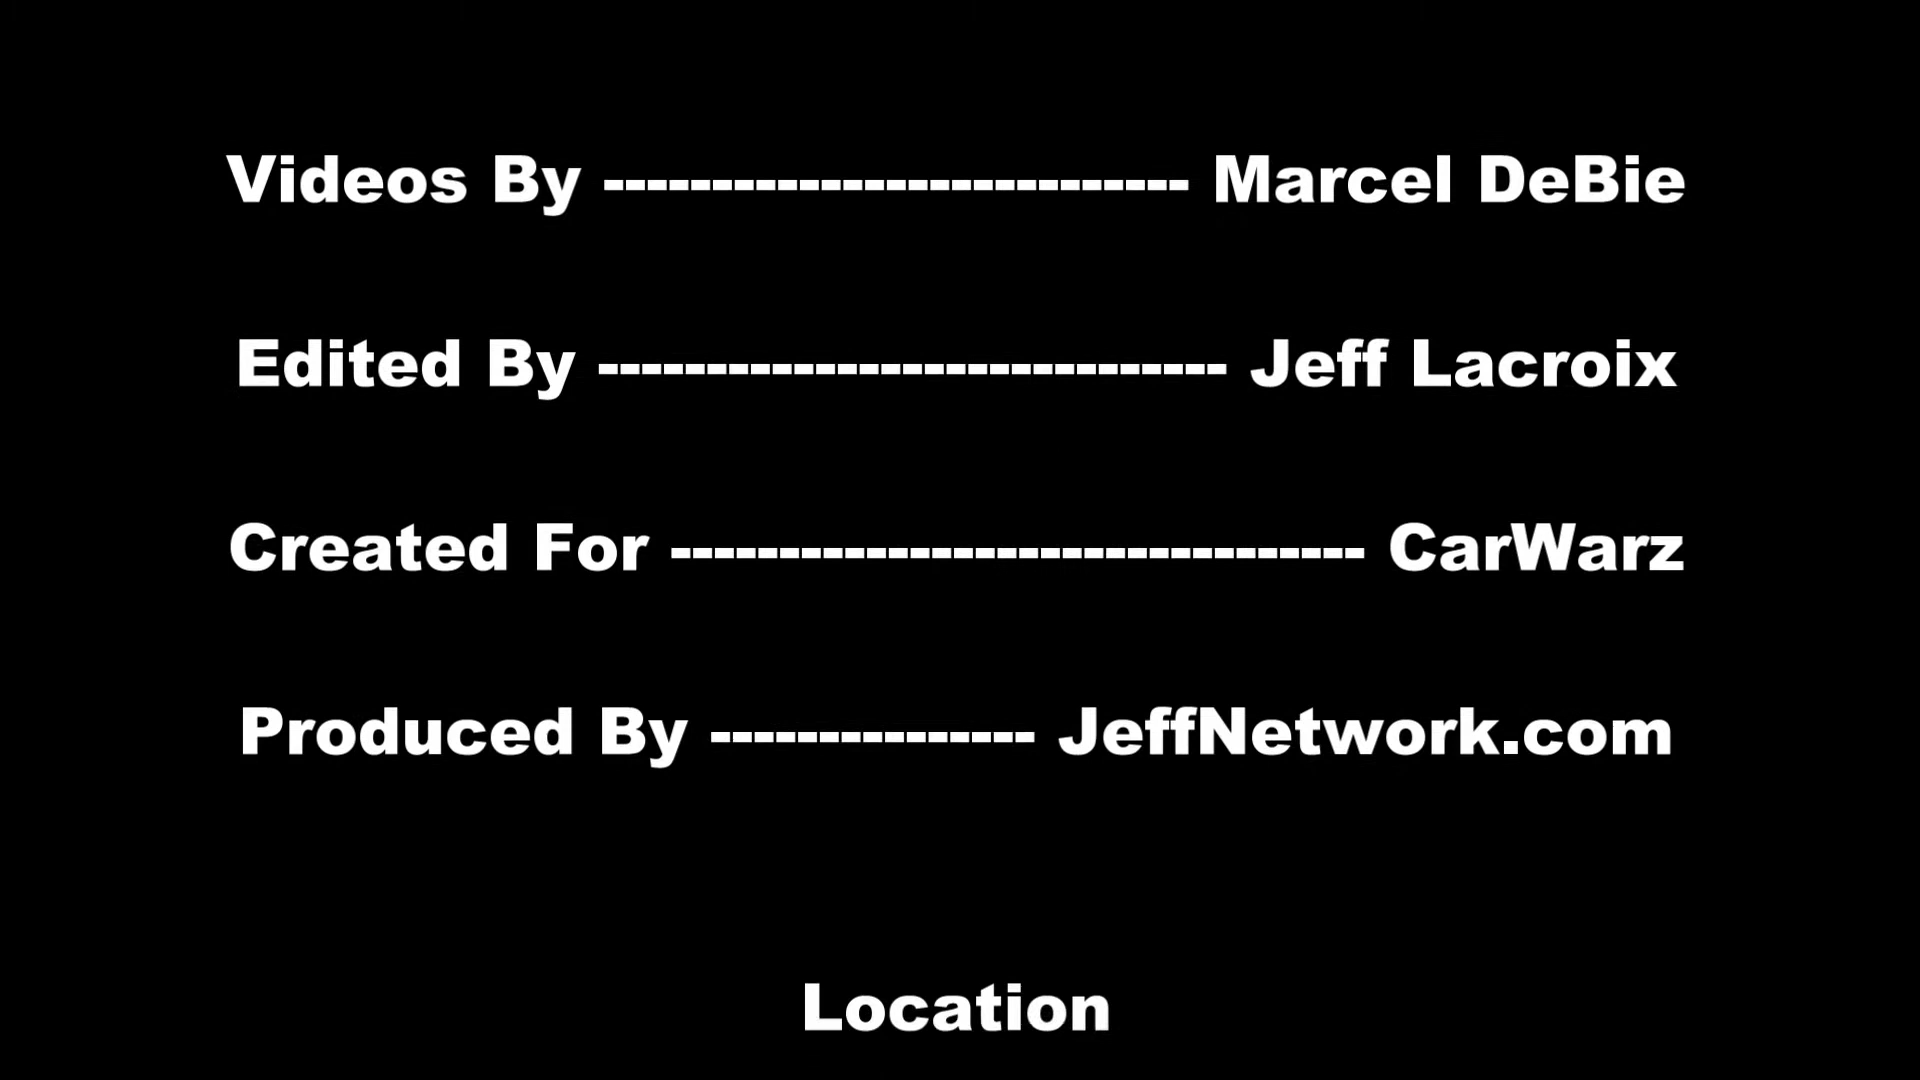 Videos By --------------------------- Marcel DeBie
Edited By ----------------------------- Jeff Lacroix
Created For -------------------------------- CarWarz
Produced By --------------- JeffNetwork.com
Location